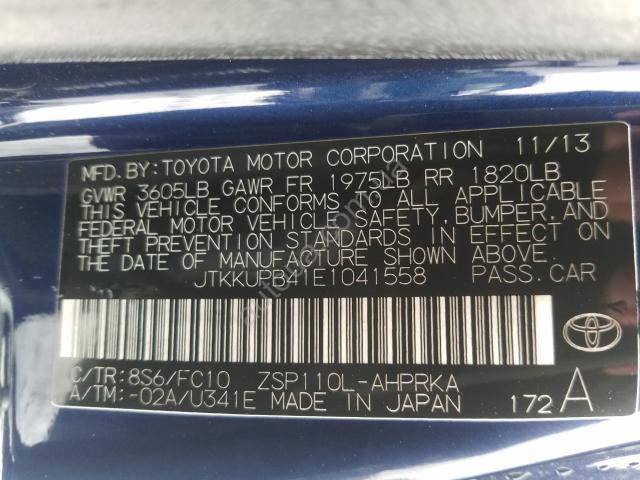 MFD.BY:TOYOTA MOTOR CORPORATION 11/13
GVWR 3605LB GAWR FR 1975LB RR 1820LB
THIS VEHICLE CONFORMS TO ALL APPLICABLE
FEDERAL MOTOR VEHICLE SAFETY, BUMPER, AND
THEFT PREVENTION STANDARDS IN EFFECT ON
THE DATE OF MANUFACTURE SHOWN ABOVE.
JTKKUPB41E1041558 PASS.CAR
C/TR:8S6/FC10 ZSP110L-AHPRKA
A/TM:-02A/U341E MADE IN JAPAN 172A